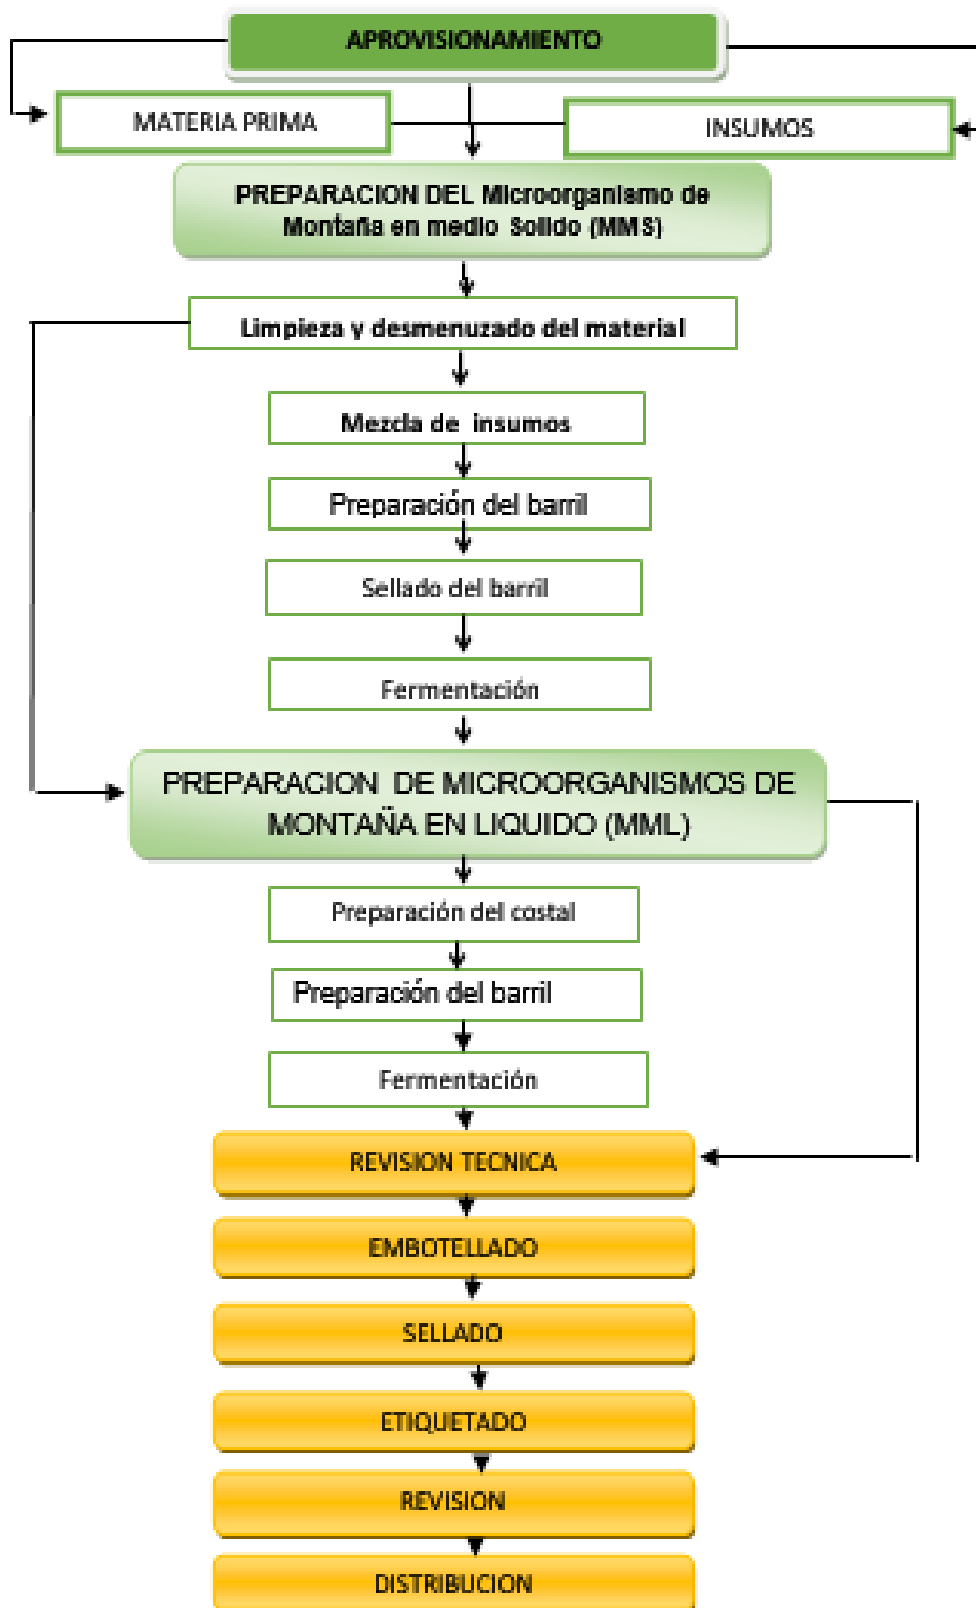 APROVISIONAMIENTO
MATERIA PRIMA
INSUMOS
PREPARACION DEL Microorganismo de
Montaña en medio Solido (MMS)
Limpieza y desmenuzado del material
Mezcla de insumos
Preparación del barril
Sellado del barril
Fermentación
PREPARACION DE MICROORGANISMOS DE
MONTAÑA EN LIQUIDO (MML)
Preparación del costal
Preparación del barril
Fermentación
REVISION TECNICA
EMBOTELLADO
SELLADO
ETIQUETADO
REVISION
DISTRIBUCION